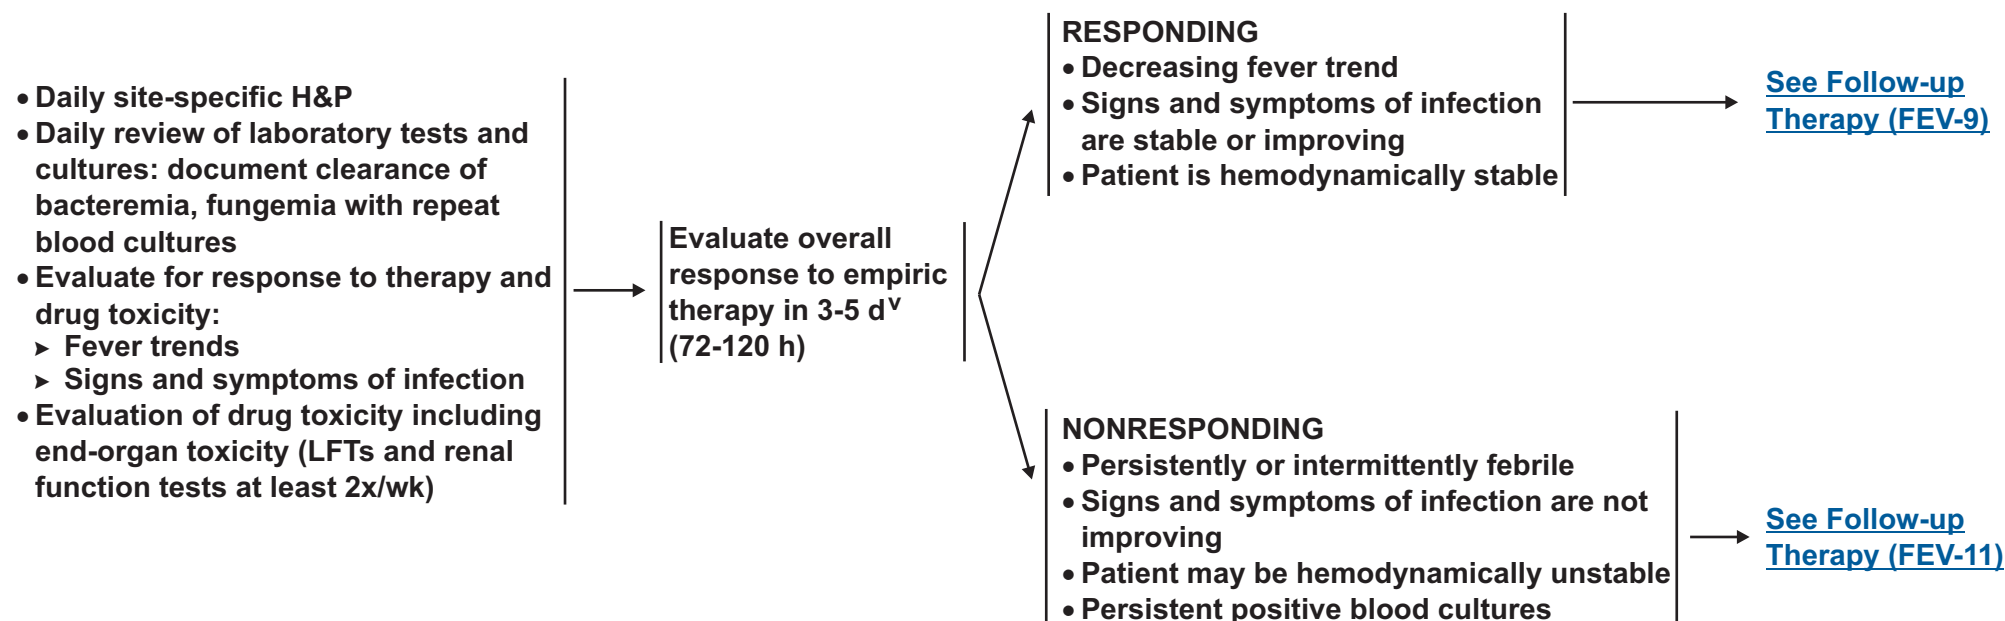 • Daily site-specific H&P
• Daily review of laboratory tests and
cultures: document clearance of
bacteremia, fungemia with repeat
blood cultures
• Evaluate for response to therapy and
drug toxicity:
➤ Fever trends
➤ Signs and symptoms of infection
• Evaluation of drug toxicity including
end-organ toxicity (LFTs and renal
function tests at least 2x/wk)
Evaluate overall
response to empiric
therapy in 3-5 d^v
(72-120 h)
RESPONDING
• Decreasing fever trend
• Signs and symptoms of infection
are stable or improving
• Patient is hemodynamically stable
See Follow-up
Therapy (FEV-9)
NONRESPONDING
• Persistently or intermittently febrile
• Signs and symptoms of infection are not
improving
• Patient may be hemodynamically unstable
• Persistent positive blood cultures
See Follow-up
Therapy (FEV-11)